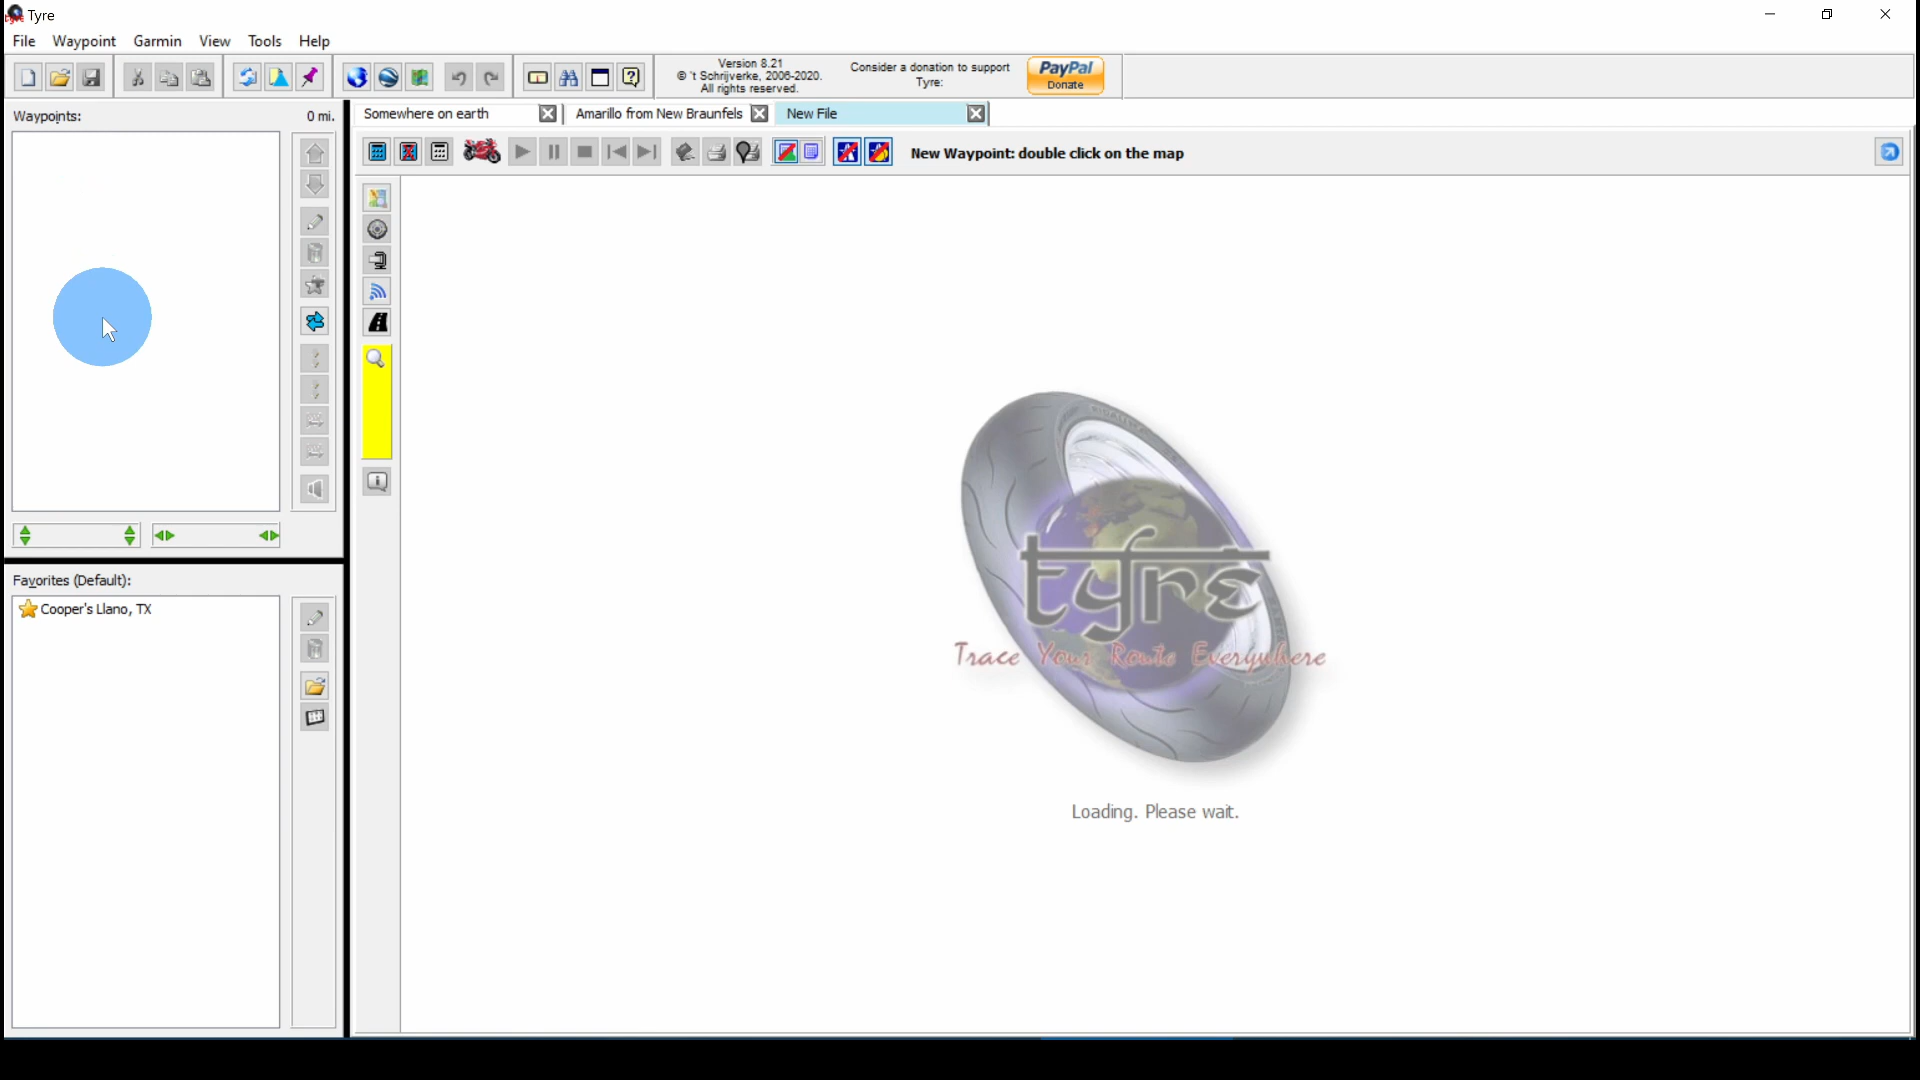 Tyre
File Waypoint Garmin View Tools Help
Version 8.21
© 't Schrijverke, 2006-2020.
All rights reserved.
Consider a donation to support
Tyre:
PayPal
Donate
Waypoints: 0 mi.
Somewhere on earth
Amarillo from New Braunfels
New File
New Waypoint: double click on the map
Favorites (Default):
Cooper's Llano, TX
tyre
Trace Your Route Everywhere
Loading. Please wait.